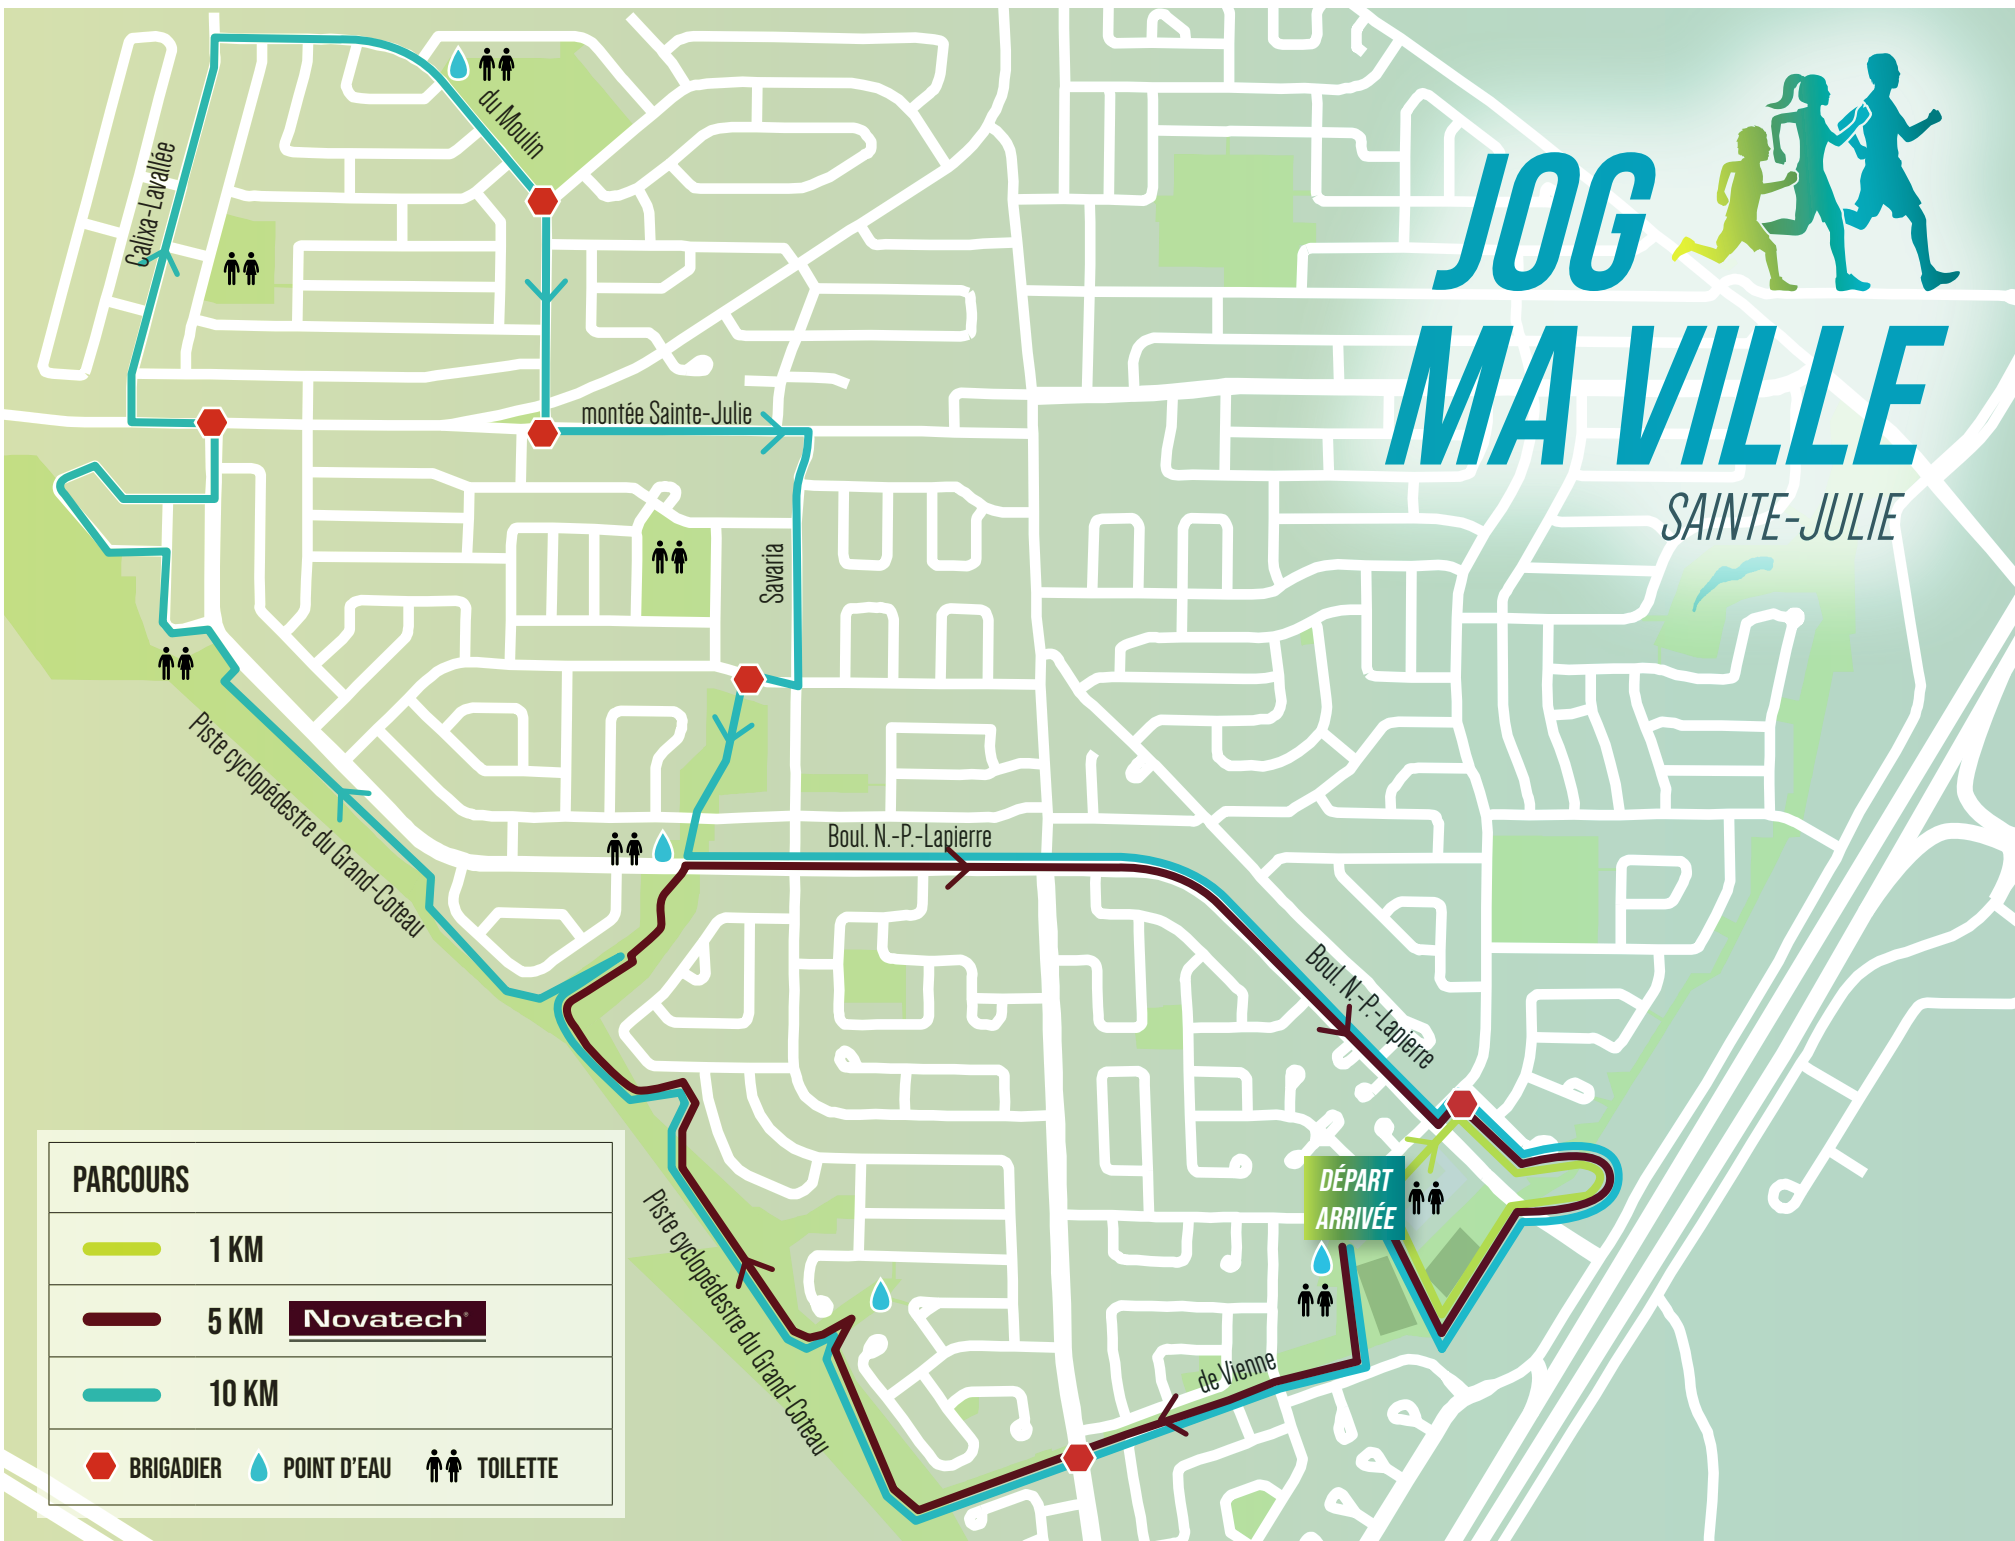 JOG
MA VILLE
SAINTE-JULIE
du Moulin
Calixa-Lavallée
montée Sainte-Julie
Savaria
Piste cyclopédestre du Grand-Coteau
Boul. N.-P.-Lapierre
Boul. N.-P.-Lapierre
DÉPART
ARRIVÉE
Piste cyclopédestre du Grand-Coteau
de Vienne
PARCOURS
1 KM
5 KM Novatech®
10 KM
BRIGADIER POINT D'EAU TOILETTE